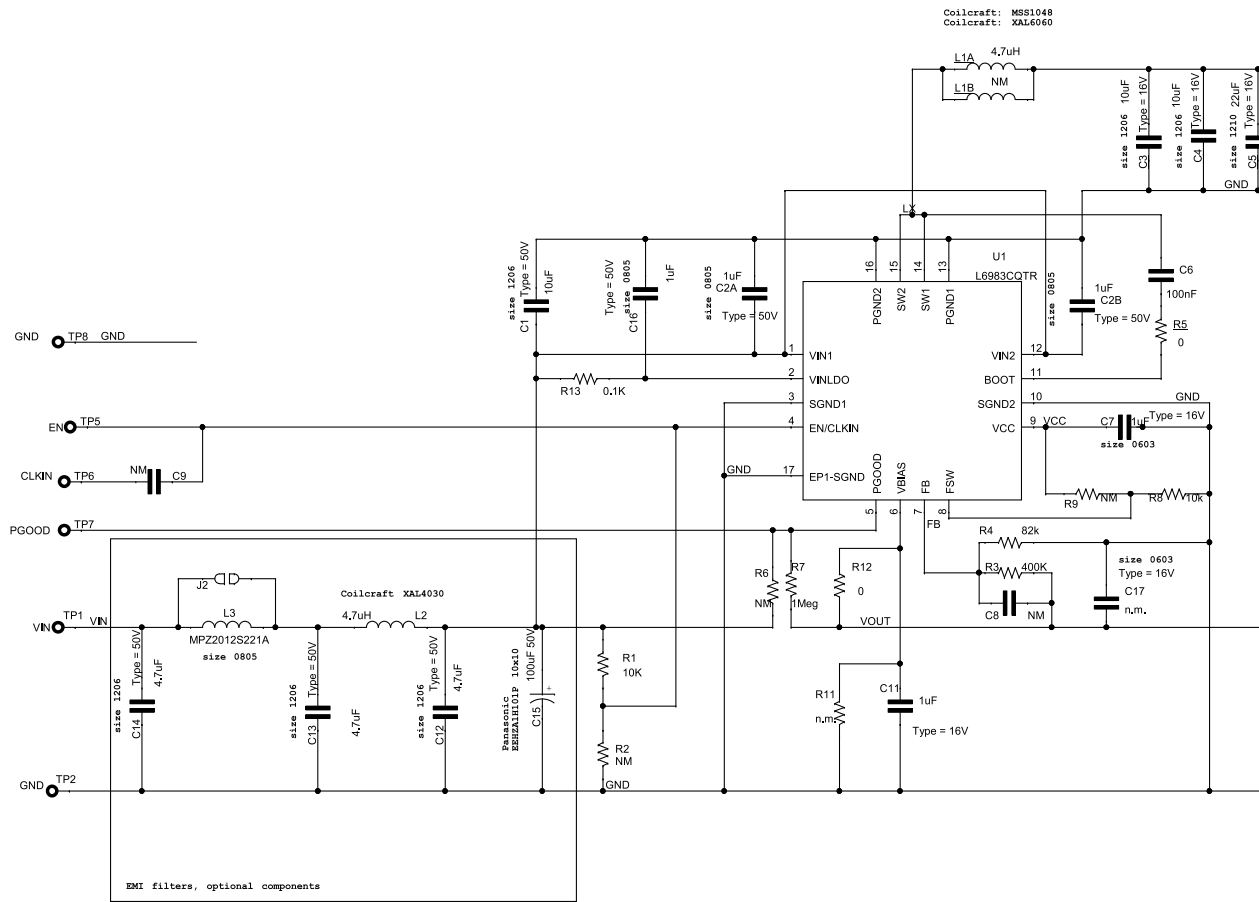 Coilcraft: MSS1048
Coilcraft: XAL6060
L1A
4.7uH
L1B
NM
size 1206
10uF
Type = 16V
C3
size 1206
10uF
Type = 16V
C4
size 1210
22uF
Type = 16V
C5
GND
LX
size 1206
Type = 50V
10uF
C1
Type = 50V
size 0805
1uF
C16
size 0805
1uF
C2A
Type = 50V
16
15
14
13
U1
L6983CQTR
PGND2
SW2
SW1
PGND1
size 0805
1uF
C2B
Type = 50V
C6
100nF
R5
0
GND
TP8
GND
1
VIN1
VIN2
12
2
VINLDO
BOOT
11
R13
0.1K
3
SGND1
SGND2
10
GND
EN
TP5
4
EN/CLKIN
VCC
9
VCC
C7
1uF
Type = 16V
size 0603
CLKIN
TP6
NM
C9
GND
17
EP1-SGND
PGOOD
VBIAS
FB
FSW
R9
NM
R8
10k
PGOOD
TP7
5
6
7
8
FB
R4
82k
size 0603
Type = 16V
C17
n.m.
R3
400K
C8
NM
R6
NM
R7
1Meg
R12
0
VOUT
J2
Coilcraft XAL4030
VIN
TP1
VIN
L3
MPZ2012S221A
size 0805
4.7uH
L2
size 1206
Type = 50V
4.7uF
C14
size 1206
Type = 50V
4.7uF
C13
size 1206
Type = 50V
4.7uF
C12
Panasonic
EEHZA1H101P 10x10
100uF 50V
+
C15
R1
10K
R2
NM
R11
n.m.
C11
1uF
Type = 16V
GND
TP2
GND
EMI filters, optional components